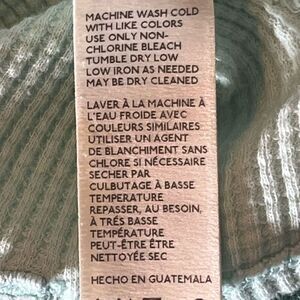 MACHINE WASH COLD
WITH LIKE COLORS
USE ONLY NON-
CHLORINE BLEACH
TUMBLE DRY LOW
LOW IRON AS NEEDED
MAY BE DRY CLEANED
LAVER À LA MACHINE À
L'EAU FROIDE AVEC
COULEURS SIMILAIRES
UTILISER UN AGENT
DE BLANCHIMENT SANS
CHLORE SI NÉCESSAIRE
SECHER PAR
CULBUTAGE À BASSE
TEMPERATURE
REPASSER, AU BESOIN,
À TRÉS BASSE
TEMPÉRATURE
PEUT-ÊTRE ÊTRE
NETTOYÉE SEC
HECHO EN GUATEMALA